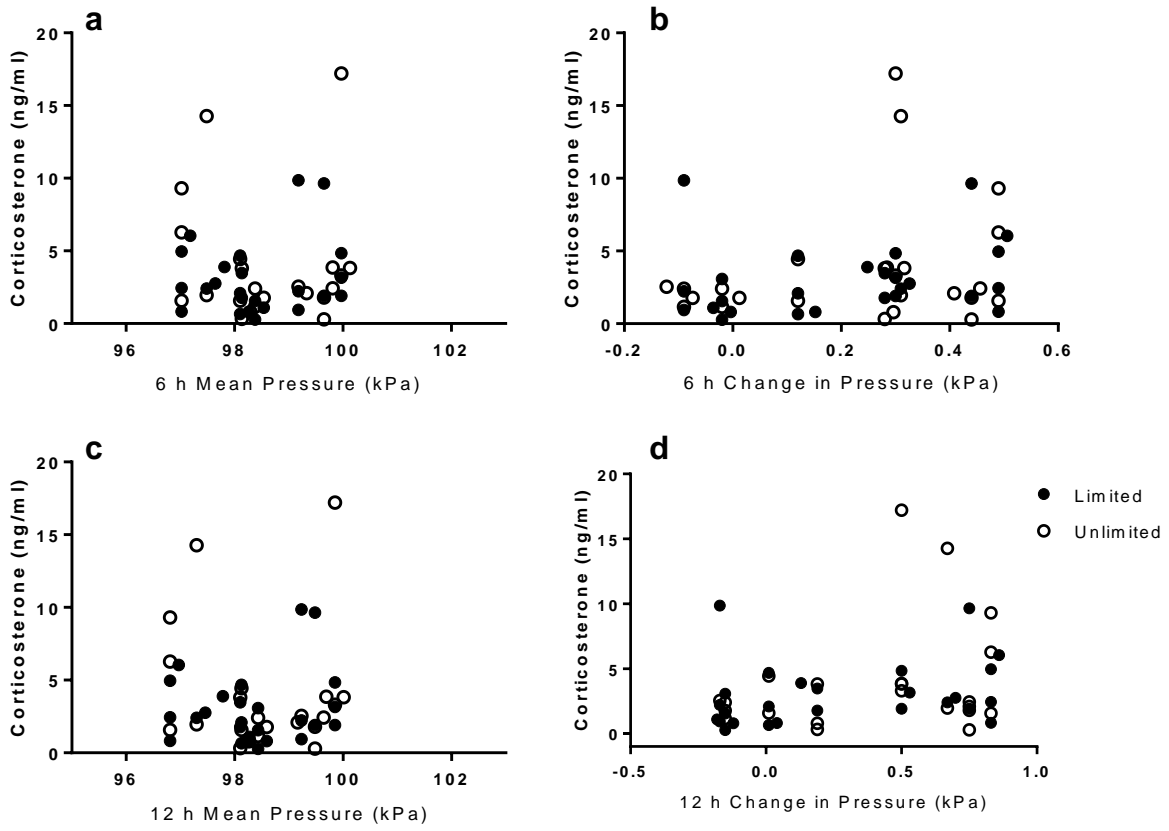 a
20
15
10
5
0
Corticosterone (ng/ml)
96 98 100 102
6 h Mean Pressure (kPa)
b
20
15
10
5
0
Corticosterone (ng/ml)
-0.2 0.0 0.2 0.4 0.6
6 h Change in Pressure (kPa)
c
20
15
10
5
0
Corticosterone (ng/ml)
96 98 100 102
12 h Mean Pressure (kPa)
d
20
15
10
5
0
Corticosterone (ng/ml)
-0.5 0.0 0.5 1.0
12 h Change in Pressure (kPa)
Limited
Unlimited